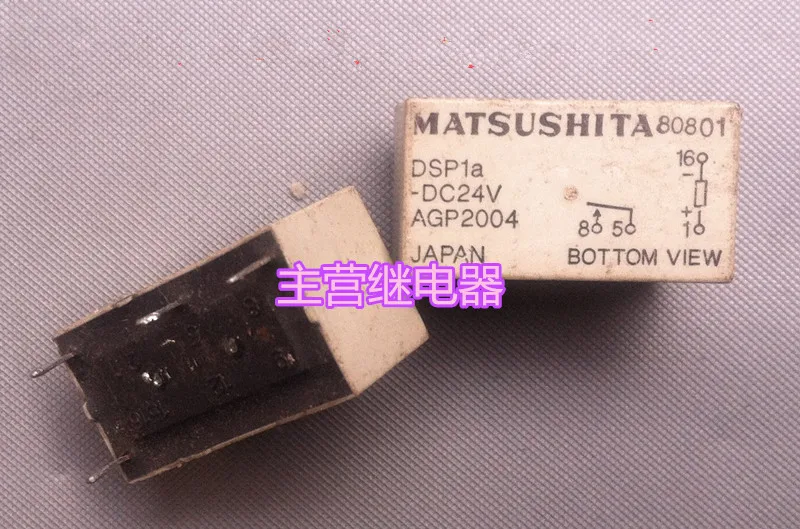 MATSUSHITA 80801
DSP1a
-DC24V
AGP2004
JAPAN
16
-
+
8 5 1
BOTTOM VIEW
主营继电器